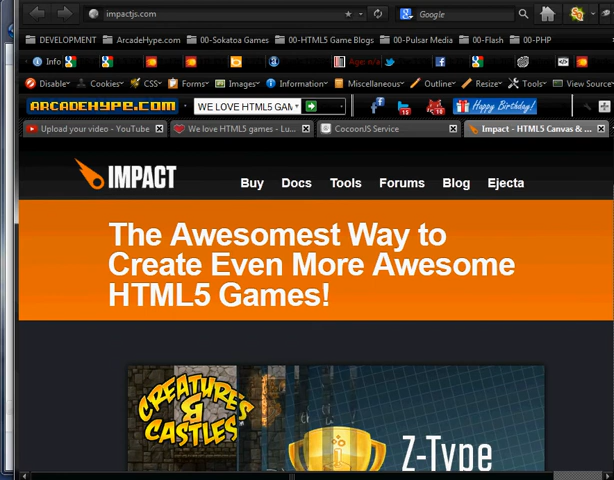 impactjs.com
Google
DEVELOPMENT ArcadeHype.com 00-Sokatoa Games 00-HTML5 Game Blogs 00-Pulsar Media 00-Flash 00-PHP
Info Ages n/a
Disable Cookies CSS Forms Images Information Miscellaneous Outline Resize Tools View Source
ARCADEHYPE.COM WE LOVE HTML5 GAM 15 10 Happy Birthday!
Upload your video - YouTube We love HTML5 games - Lu... CocoonJS Service Impact - HTML5 Canvas & ...
IMPACT Buy Docs Tools Forums Blog Ejecta
The Awesomest Way to
Create Even More Awesome
HTML5 Games!
CREATURES
&
CASTLES
Z-Type